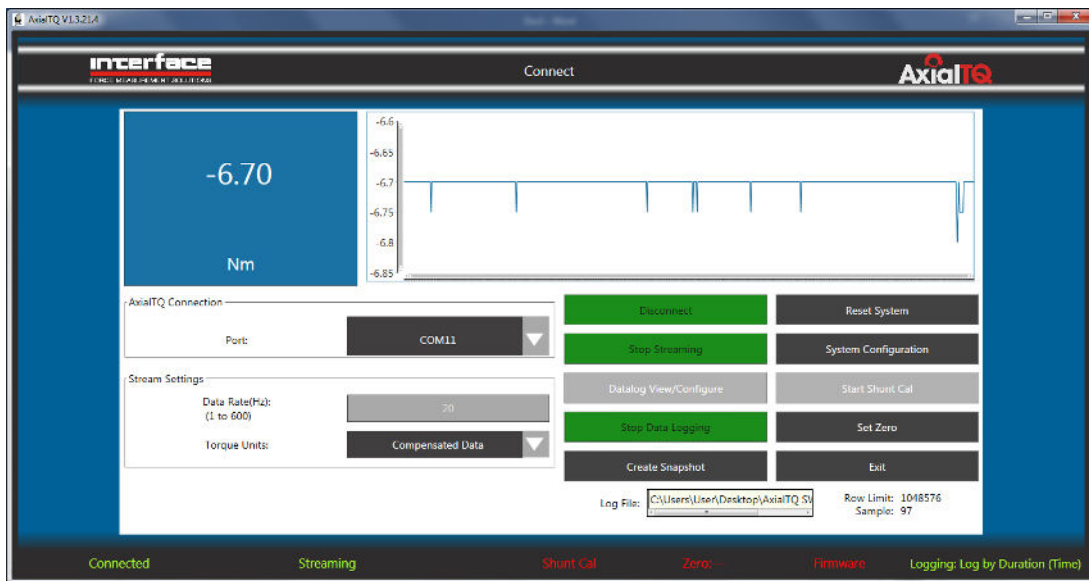 AxialTQ V1.3.21.4
interface
FORCE MEASUREMENT SOLUTIONS
Connect
AxialTQ
-6.70
Nm
-6.6
-6.65
-6.7
-6.75
-6.8
-6.85
AxialTQ Connection
Port:
COM11
Disconnect
Reset System
Stop Streaming
System Configuration
Stream Settings
Data Rate(Hz):
(1 to 600)
20
Datalog View/Configure
Start Shunt Cal
Torque Units:
Compensated Data
Stop Data Logging
Set Zero
Create Snapshot
Exit
Log File:
C:\Users\User\Desktop\AxialTQ SW
Row Limit: 1048576
Sample: 97
Connected
Streaming
Shunt Cal
Zero:
Firmware
Logging: Log by Duration (Time)